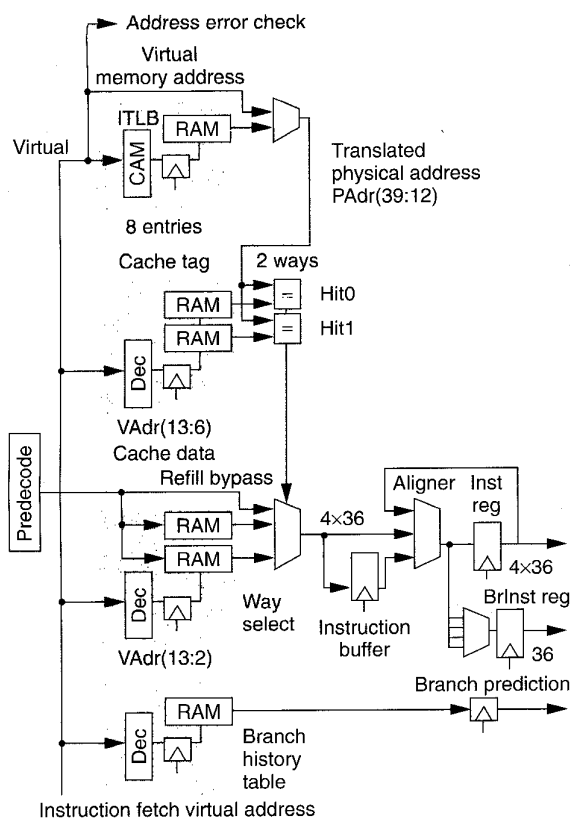 Address error check
Virtual
memory address
ITLB
RAM
Virtual
CAM
Translated
physical address
PAdr(39:12)
8 entries
Cache tag
2 ways
RAM
=
Hit0
RAM
=
Hit1
Dec
VAdr(13:6)
Cache data
Refill bypass
Predecode
RAM
4×36
Aligner
Inst
reg
RAM
4×36
Dec
Way
select
Instruction
buffer
BrInst reg
36
VAdr(13:2)
Branch prediction
RAM
Dec
Branch
history
table
Instruction fetch virtual address